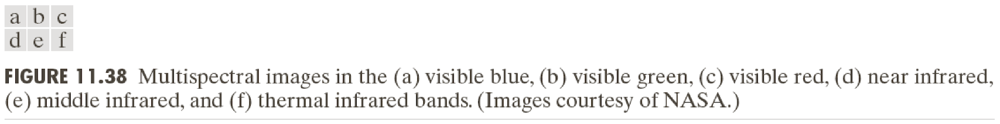 a b c
d e f
FIGURE 11.38 Multispectral images in the (a) visible blue, (b) visible green, (c) visible red, (d) near infrared,
(e) middle infrared, and (f) thermal infrared bands. (Images courtesy of NASA.)